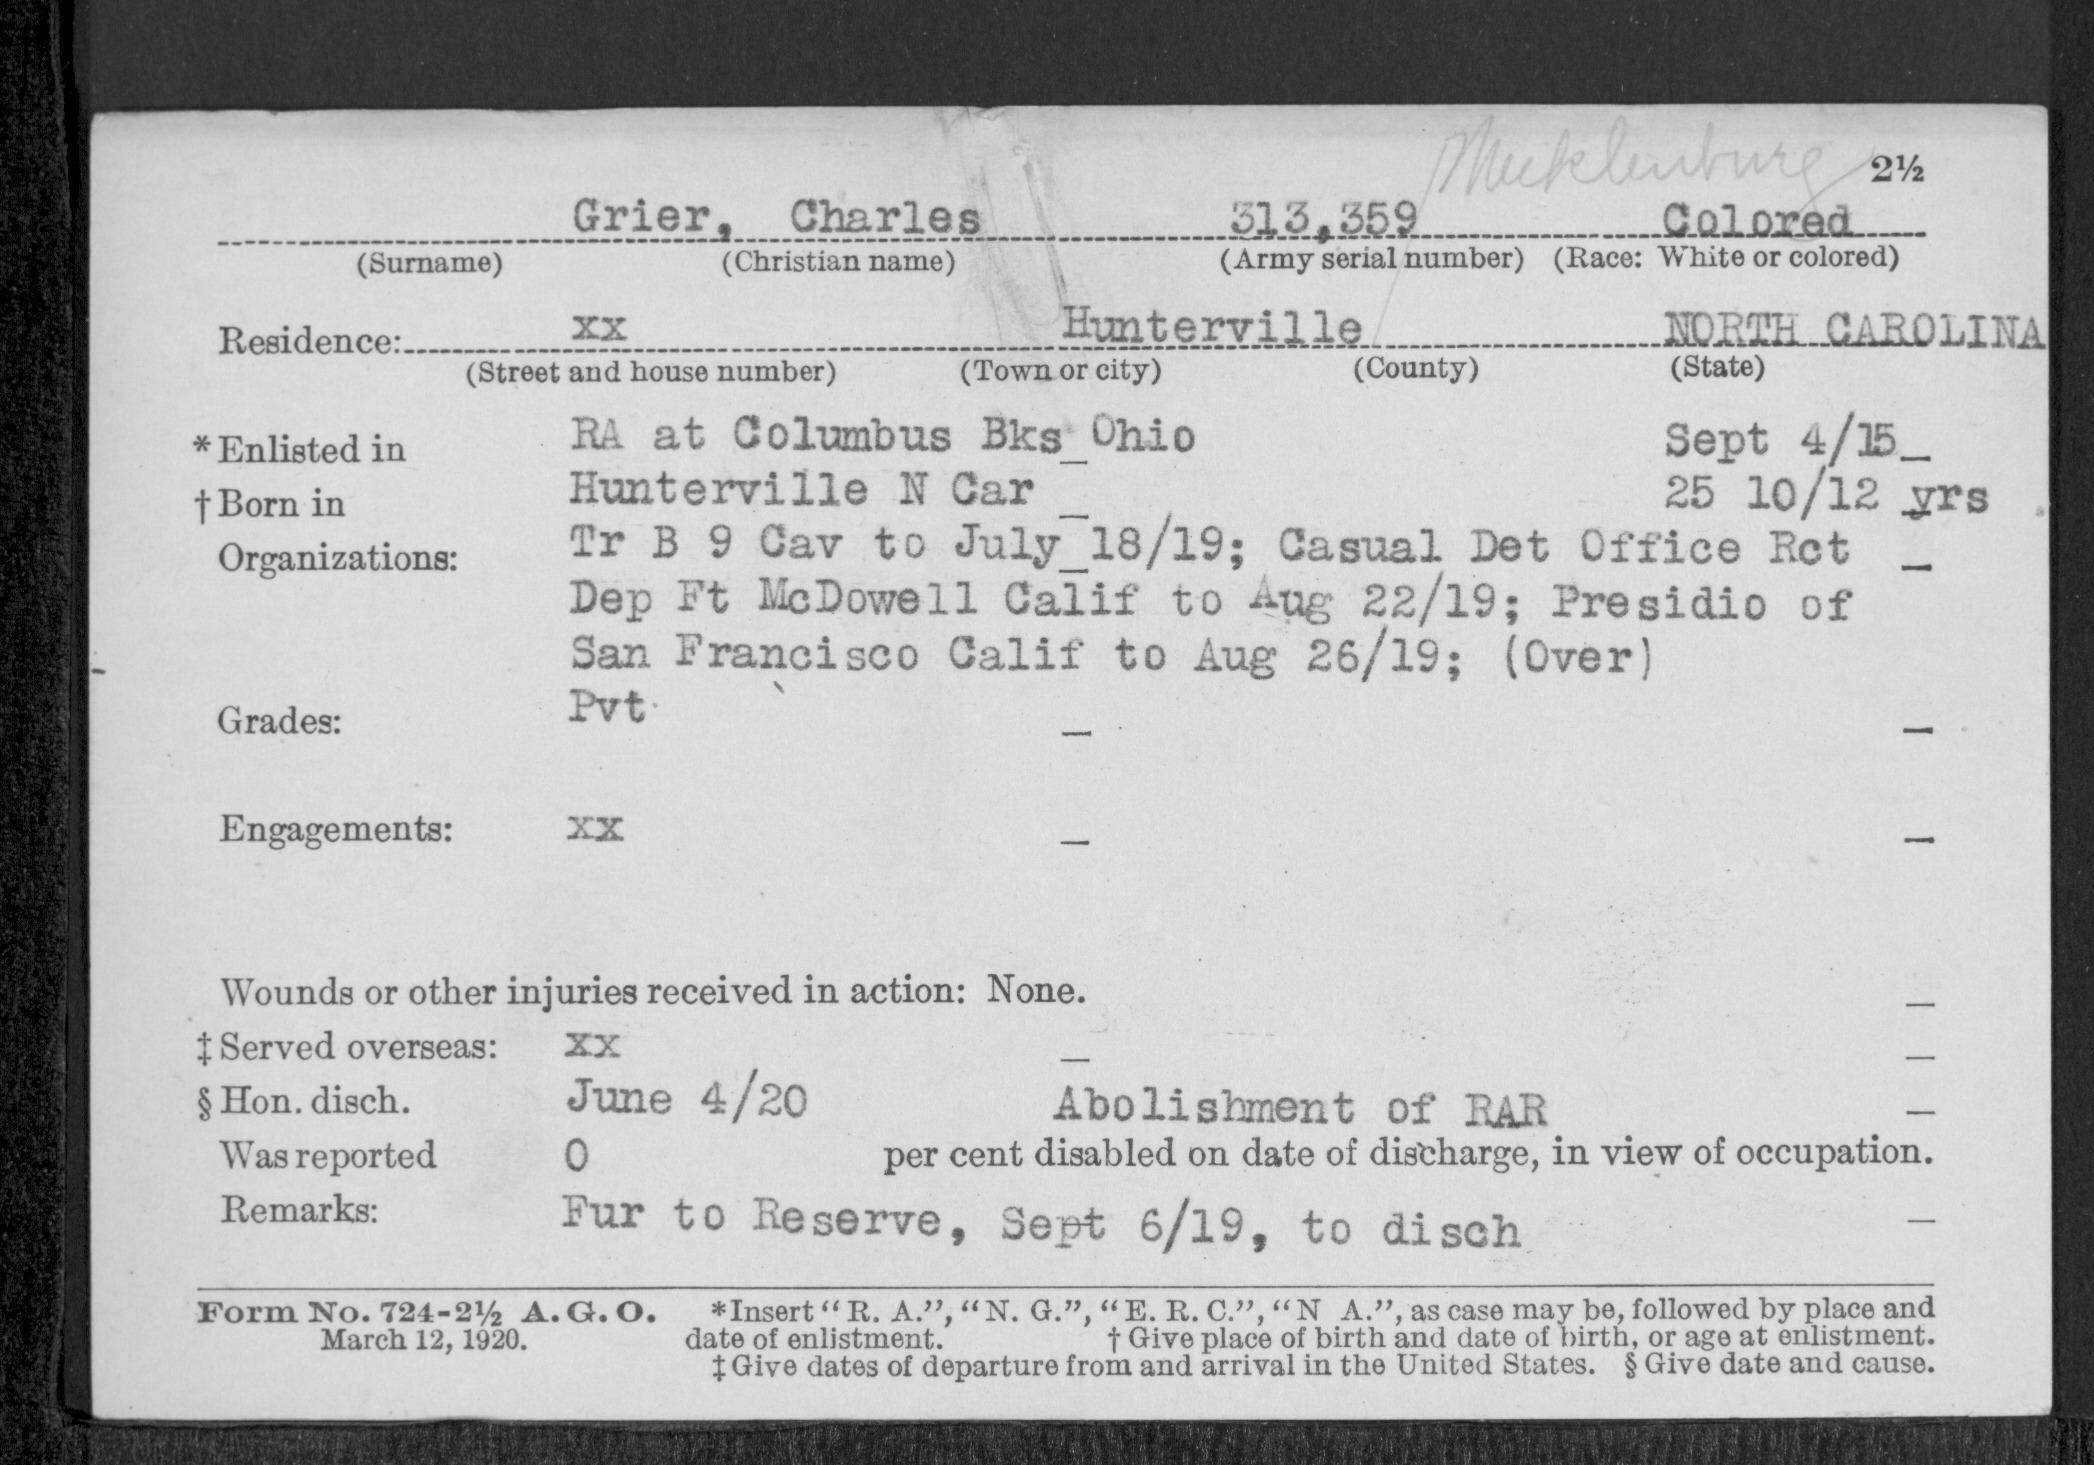 Mecklenburg
2½
Grier, Charles 313,359 Colored
(Surname) (Christian name) (Army serial number) (Race: White or colored)
Residence: xx Hunterville NORTH CAROLINA
(Street and house number) (Town or city) (County) (State)
*Enlisted in RA at Columbus Bks Ohio Sept 4/15
†Born in Hunterville N Car 25 10/12 yrs
Organizations: Tr B 9 Cav to July 18/19; Casual Det Office Rct
Dep Ft McDowell Calif to Aug 22/19; Presidio of
San Francisco Calif to Aug 26/19; (Over)
Grades: Pvt
Engagements: xx
Wounds or other injuries received in action: None.
‡Served overseas: xx
§Hon. disch. June 4/20 Abolishment of RAR
Was reported 0 per cent disabled on date of discharge, in view of occupation.
Remarks: Fur to Reserve, Sept 6/19, to disch
Form No. 724-2½ A.G.O. *Insert "R. A.", "N. G.", "E. R. C.", "N A.", as case may be, followed by place and
March 12, 1920. date of enlistment. †Give place of birth and date of birth, or age at enlistment.
‡Give dates of departure from and arrival in the United States. §Give date and cause.